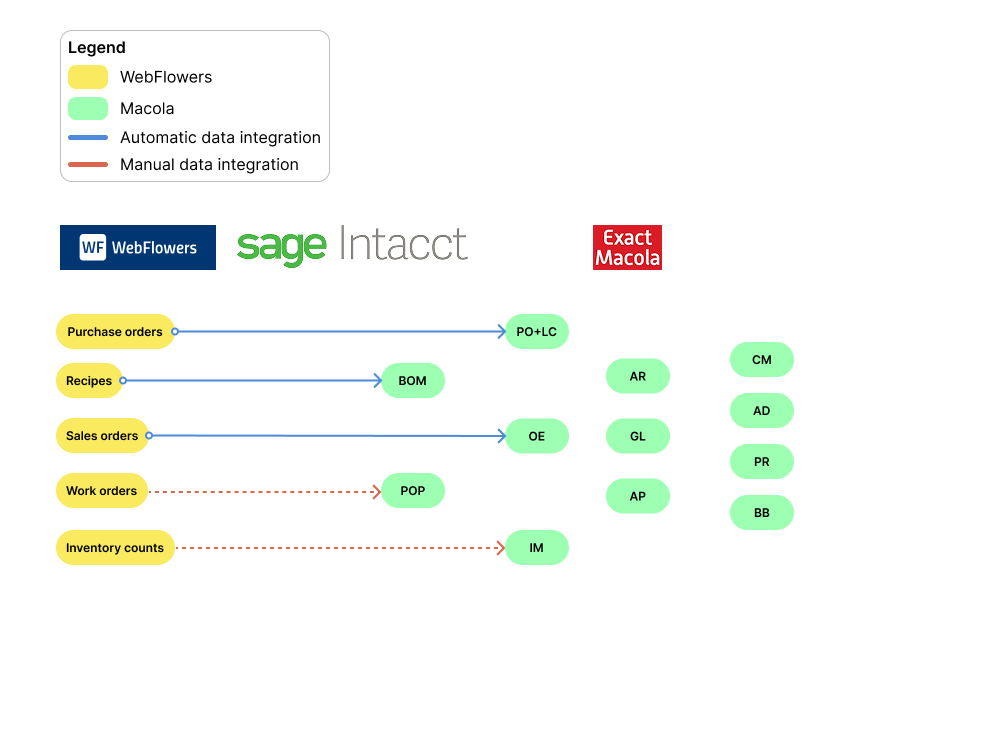 Legend
WebFlowers
Macola
Automatic data integration
Manual data integration
WF WebFlowers
sage Intacct
Exact
Macola
Purchase orders
PO+LC
CM
Recipes
BOM
AR
AD
Sales orders
OE
GL
PR
Work orders
POP
AP
BB
Inventory counts
IM